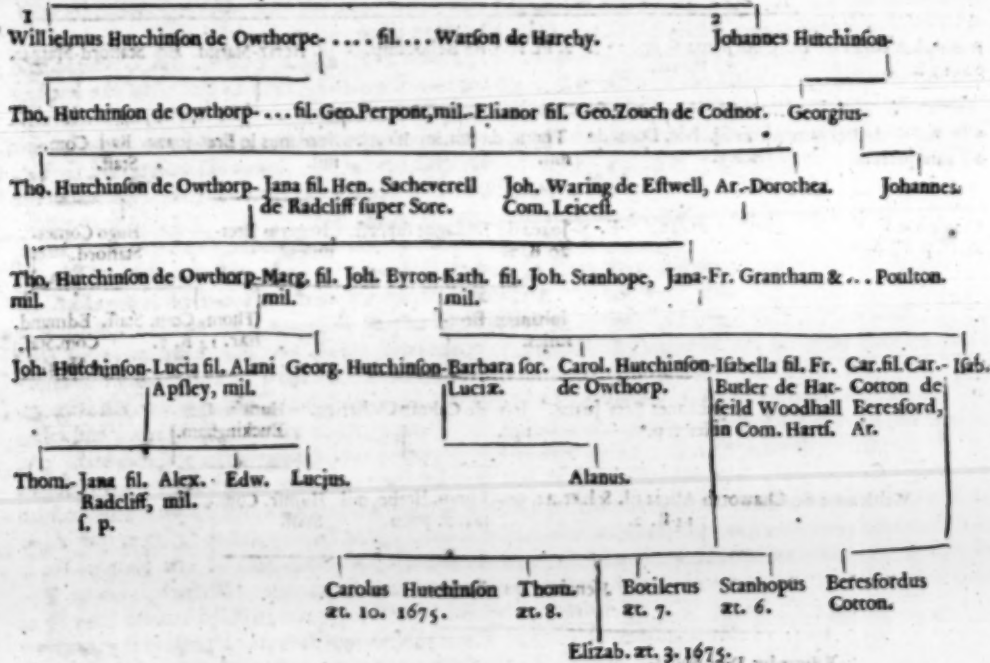 1 2
Willielmus Hutchinſon de Owthorpe- . . . . . fil. . . . Watſon de Hareby. Johannes Hutchinſon-
Tho. Hutchinſon de Owthorp- . . . fil. Geo. Perpont, mil.-Elianor fil. Geo. Zouch de Codnor. Georgius-
Tho. Hutchinſon de Owthorp-Jana fil. Hen. Sacheverell Joh. Waring de Eſtwell, Ar.-Dorothea. Johannes.
de Radcliff ſuper Sore. Com. Leiceſt.
Tho. Hutchinſon de Owthorp-Marg. fil. Joh. Byron-Kath. fil. Joh. Stanhope, Jana-Fr. Grantham & . . . Poulton.
mil. mil. mil.
Joh. Hutchinſon-Lucia fil. Alani Georg. Hutchinſon-Barbara ſor. Carol. Hutchinſon-Iſabella fil. Fr. Car. fil. Car.-Iſab.
Apſley, mil. Luciæ. de Owthorp. Butler de Hat- Cotton de
feild Woodhall Beresford,
in Com. Hartf. Ar.
Thom.-Jana fil. Alex. Edw. Lucius. Alanus.
Radcliff, mil.
ſ. p.
Carolus Hutchinſon Thom. Botilerus Stanhopus Beresfordus
æt. 10. 1675. æt. 8. æt. 7. æt. 6. Cotton.
Elizab. æt. 3. 1675.